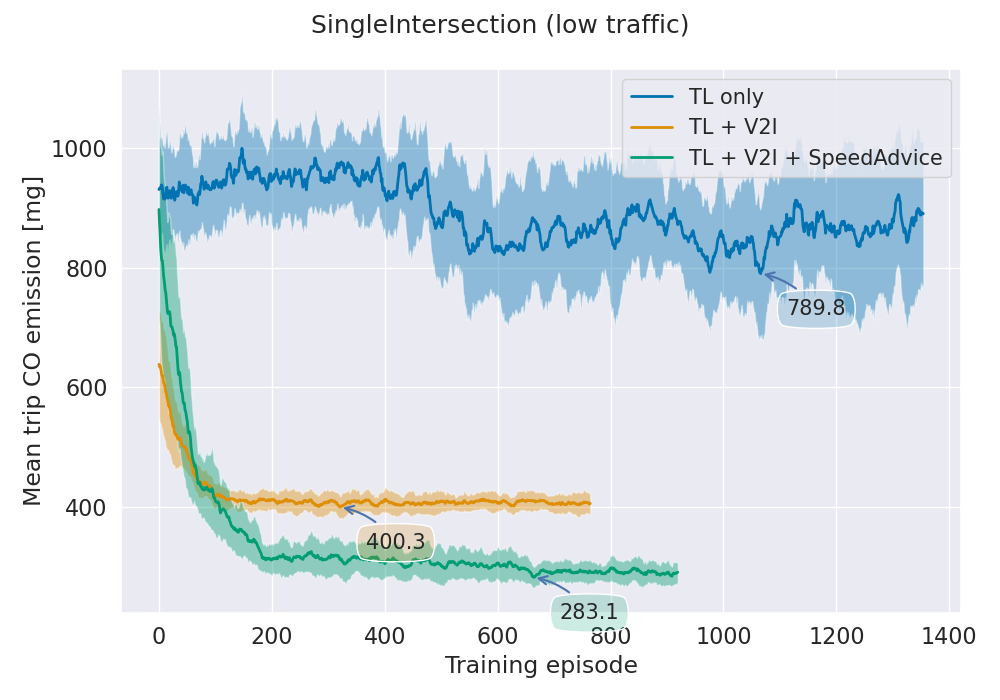 SingleIntersection (low traffic)
TL only
TL + V2I
TL + V2I + SpeedAdvice
Mean trip CO emission [mg]
1000
800
600
400
789.8
400.3
283.1
0 200 400 600 800 1000 1200 1400
Training episode